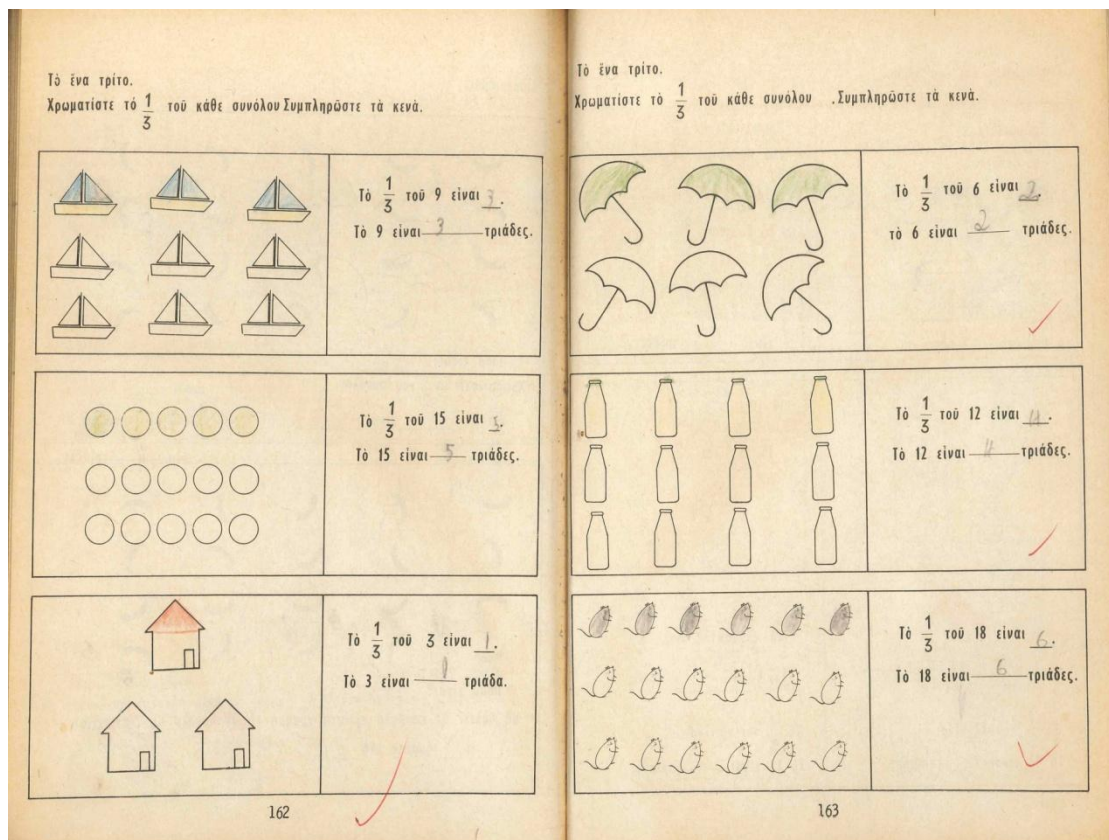 Τὸ ἕνα τρίτο.
Χρωματίστε τό 1/3 τοῦ κάθε συνόλου Συμπληρῶστε τὰ κενὰ.
Τὸ 1/3 τοῦ 9 εἶναι 3.
Τὸ 9 εἶναι 3 τριάδες.
Τὸ 1/3 τοῦ 15 εἶναι 5.
Τὸ 15 εἶναι 5 τριάδες.
Τὸ 1/3 τοῦ 3 εἶναι 1.
Τὸ 3 εἶναι 1 τριάδα.
162
Τὸ ἕνα τρίτο.
Χρωματίστε τὸ 1/3 τοῦ κάθε συνόλου .Συμπληρῶστε τὰ κενὰ.
Τὸ 1/3 τοῦ 6 εἶναι 2.
τὸ 6 εἶναι 2 τριάδες.
Τὸ 1/3 τοῦ 12 εἶναι 4.
Τὸ 12 εἶναι 4 τριάδες.
Τὸ 1/3 τοῦ 18 εἶναι 6.
Τὸ 18 εἶναι 6 τριάδες.
163